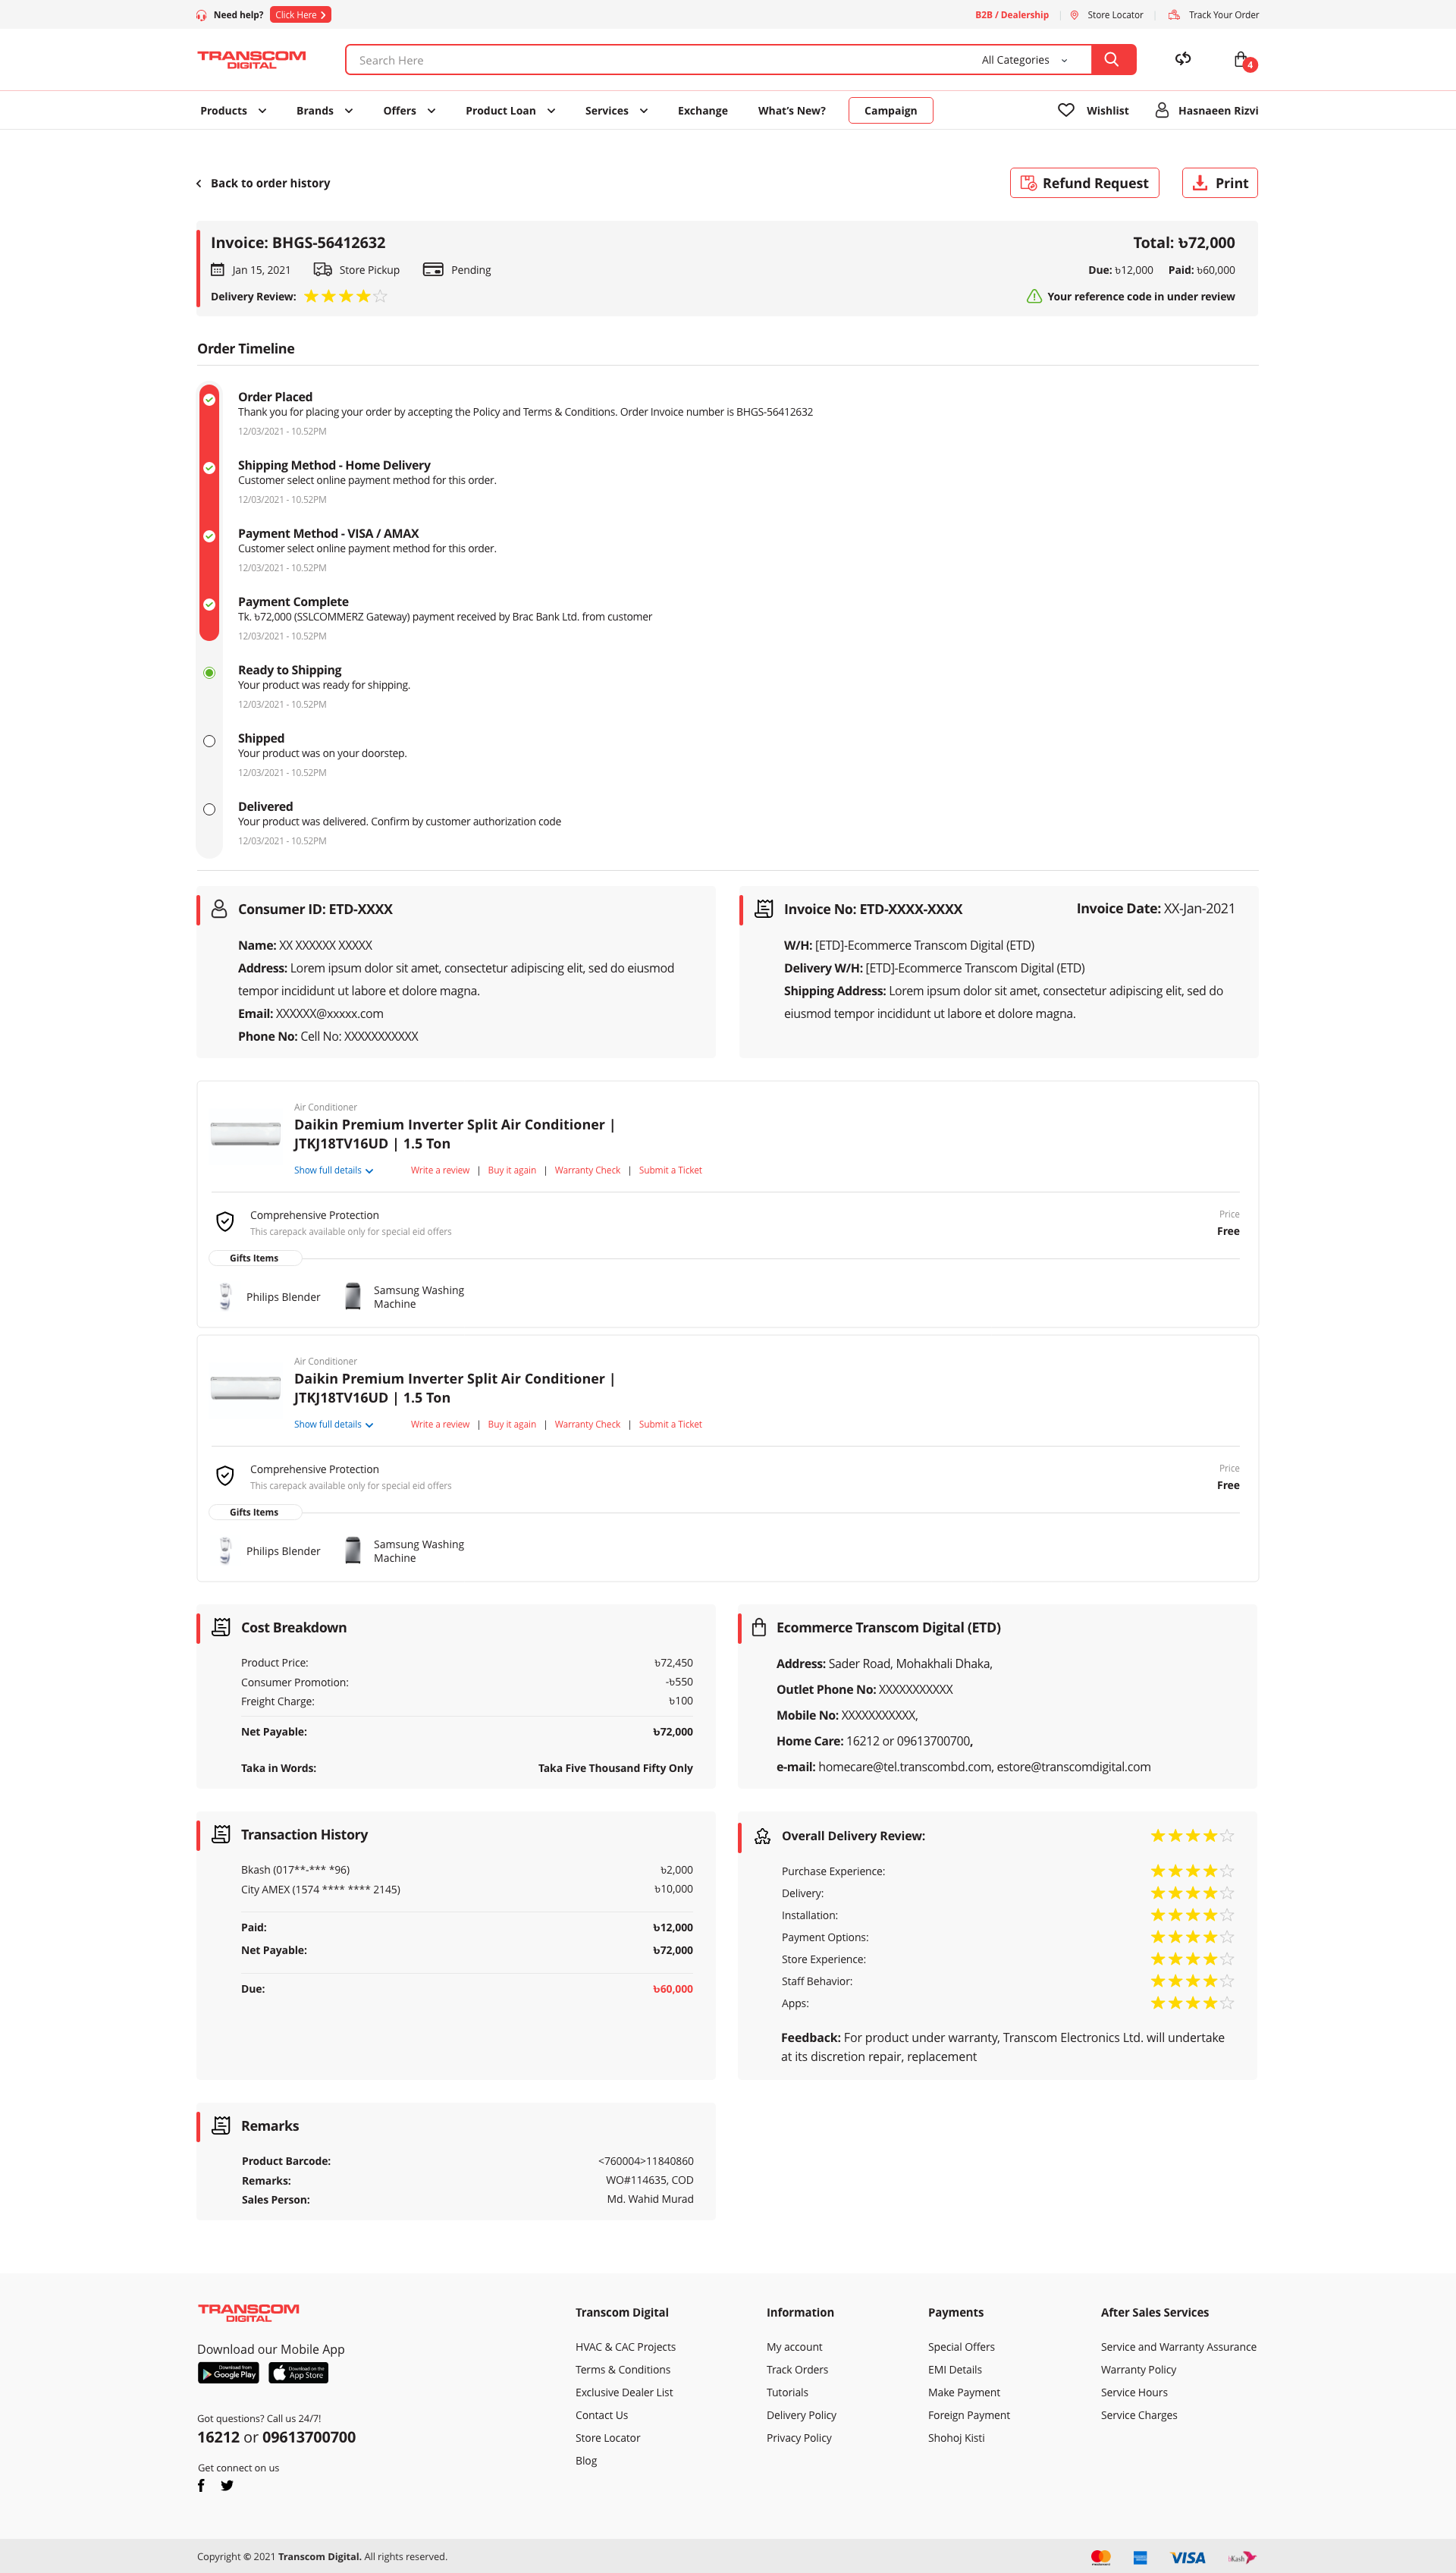 Need help? Click Here
B2B / Dealership | Store Locator | Track Your Order
TRANSCOM
DIGITAL
Search Here
All Categories
4
Products Brands Offers Product Loan Services Exchange What's New? Campaign Wishlist Hasnaeen Rizvi
Back to order history
Refund Request
Print
Invoice: BHGS-56412632
Total: ৳72,000
Jan 15, 2021 Store Pickup Pending
Due: ৳12,000 Paid: ৳60,000
Delivery Review:
Your reference code in under review
Order Timeline
Order Placed
Thank you for placing your order by accepting the Policy and Terms & Conditions. Order Invoice number is BHGS-56412632
12/03/2021 - 10.52PM
Shipping Method - Home Delivery
Customer select online payment method for this order.
12/03/2021 - 10.52PM
Payment Method - VISA / AMAX
Customer select online payment method for this order.
12/03/2021 - 10.52PM
Payment Complete
Tk. ৳72,000 (SSLCOMMERZ Gateway) payment received by Brac Bank Ltd. from customer
12/03/2021 - 10.52PM
Ready to Shipping
Your product was ready for shipping.
12/03/2021 - 10.52PM
Shipped
Your product was on your doorstep.
12/03/2021 - 10.52PM
Delivered
Your product was delivered. Confirm by customer authorization code
12/03/2021 - 10.52PM
Consumer ID: ETD-XXXX
Name: XX XXXXXX XXXXX
Address: Lorem ipsum dolor sit amet, consectetur adipiscing elit, sed do eiusmod
tempor incididunt ut labore et dolore magna.
Email: XXXXXX@xxxxx.com
Phone No: Cell No: XXXXXXXXXXX
Invoice No: ETD-XXXX-XXXX
Invoice Date: XX-Jan-2021
W/H: [ETD]-Ecommerce Transcom Digital (ETD)
Delivery W/H: [ETD]-Ecommerce Transcom Digital (ETD)
Shipping Address: Lorem ipsum dolor sit amet, consectetur adipiscing elit, sed do
eiusmod tempor incididunt ut labore et dolore magna.
Air Conditioner
Daikin Premium Inverter Split Air Conditioner |
JTKJ18TV16UD | 1.5 Ton
Show full details Write a review | Buy it again | Warranty Check | Submit a Ticket
Comprehensive Protection
This carepack available only for special eid offers
Price
Free
Gifts Items
Philips Blender
Samsung Washing
Machine
Air Conditioner
Daikin Premium Inverter Split Air Conditioner |
JTKJ18TV16UD | 1.5 Ton
Show full details Write a review | Buy it again | Warranty Check | Submit a Ticket
Comprehensive Protection
This carepack available only for special eid offers
Price
Free
Gifts Items
Philips Blender
Samsung Washing
Machine
Cost Breakdown
Product Price: ৳72,450
Consumer Promotion: -৳550
Freight Charge: ৳100
Net Payable: ৳72,000
Taka in Words: Taka Five Thousand Fifty Only
Ecommerce Transcom Digital (ETD)
Address: Sader Road, Mohakhali Dhaka,
Outlet Phone No: XXXXXXXXXXX
Mobile No: XXXXXXXXXXX,
Home Care: 16212 or 09613700700,
e-mail: homecare@tel.transcombd.com, estore@transcomdigital.com
Transaction History
Bkash (017**-*** *96) ৳2,000
City AMEX (1574 **** **** 2145) ৳10,000
Paid: ৳12,000
Net Payable: ৳72,000
Due: ৳60,000
Overall Delivery Review:
Purchase Experience:
Delivery:
Installation:
Payment Options:
Store Experience:
Staff Behavior:
Apps:
Feedback: For product under warranty, Transcom Electronics Ltd. will undertake
at its discretion repair, replacement
Remarks
Product Barcode: <760004>11840860
Remarks: WO#114635, COD
Sales Person: Md. Wahid Murad
TRANSCOM
DIGITAL
Download our Mobile App
Download from
Google Play
Download on the
App Store
Got questions? Call us 24/7!
16212 or 09613700700
Get connect on us
Transcom Digital
HVAC & CAC Projects
Terms & Conditions
Exclusive Dealer List
Contact Us
Store Locator
Blog
Information
My account
Track Orders
Tutorials
Delivery Policy
Privacy Policy
Payments
Special Offers
EMI Details
Make Payment
Foreign Payment
Shohoj Kisti
After Sales Services
Service and Warranty Assurance
Warranty Policy
Service Hours
Service Charges
Copyright © 2021 Transcom Digital. All rights reserved.
VISA
bKash